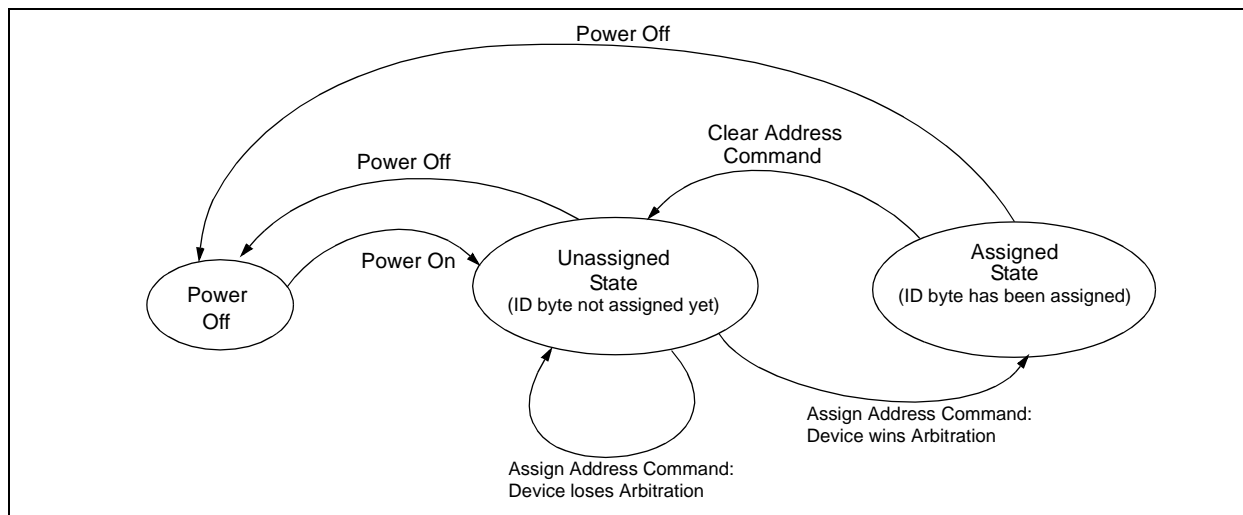 Power Off
Clear Address
Command
Power Off
Power On
Power
Off
Unassigned
State
(ID byte not assigned yet)
Assigned
State
(ID byte has been assigned)
Assign Address Command:
Device wins Arbitration
Assign Address Command:
Device loses Arbitration